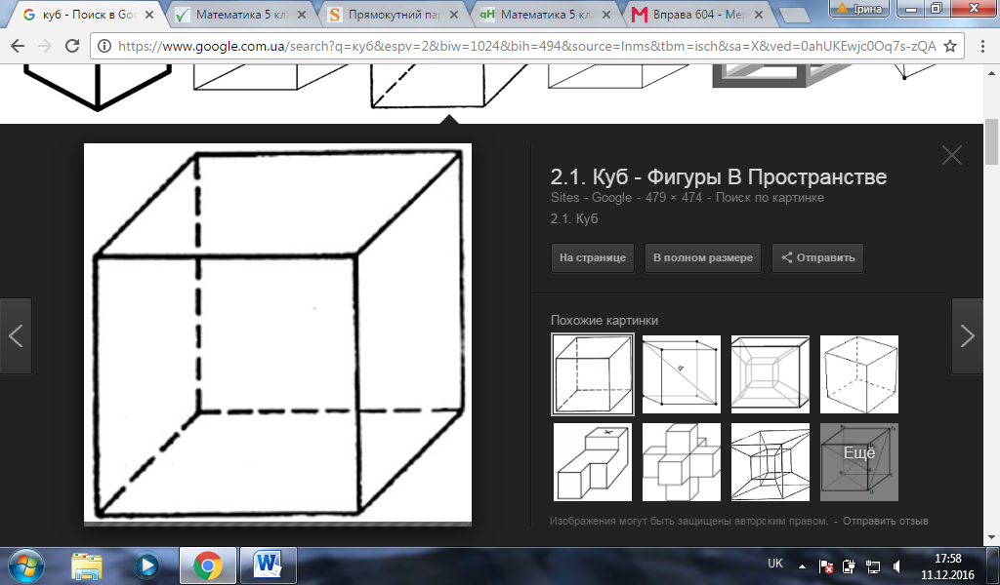 куб - Поиск в Goo
Математика 5 кла
Прямокутний пар
Математика 5 кла
Вправа 604 - Мер
Ірина
https://www.google.com.ua/search?q=куб&espv=2&biw=1024&bih=494&source=lnms&tbm=isch&sa=X&ved=0ahUKEwjc0Oq7s-zQA
2.1. Куб - Фигуры В Пространстве
Sites - Google - 479 × 474 - Поиск по картинке
2.1. Куб
На странице
В полном размере
Отправить
Похожие картинки
Ещё
Изображения могут быть защищены авторским правом. - Отправить отзыв
UK
17:58
11.12.2016